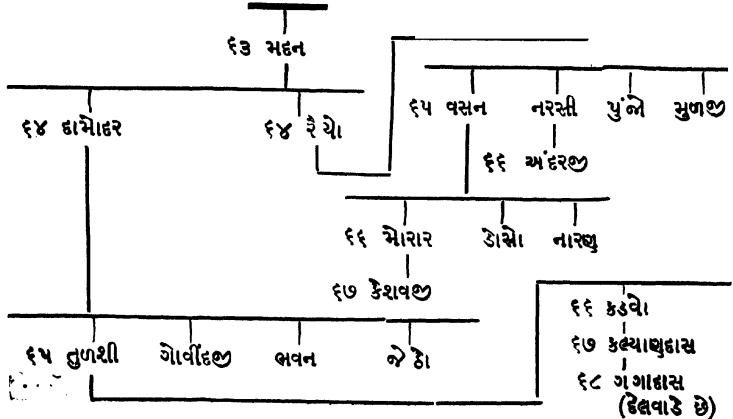 ૬૩ મદન
૬૫ વસન નરસી પુંજો મુળજી
૬૪ દામોદર ૬૪ રૈયો
૬૬ અંદરજી
૬૬ મોરાર ડોસો નારણ
૬૭ કેશવજી
૬૬ કડવો
૬૫ તુળશી ગોવીંદજી ભવન જેઠો
૬૭ કલ્યાણદાસ
૬૮ ગંગાદાસ
(દેલવાડે છે)